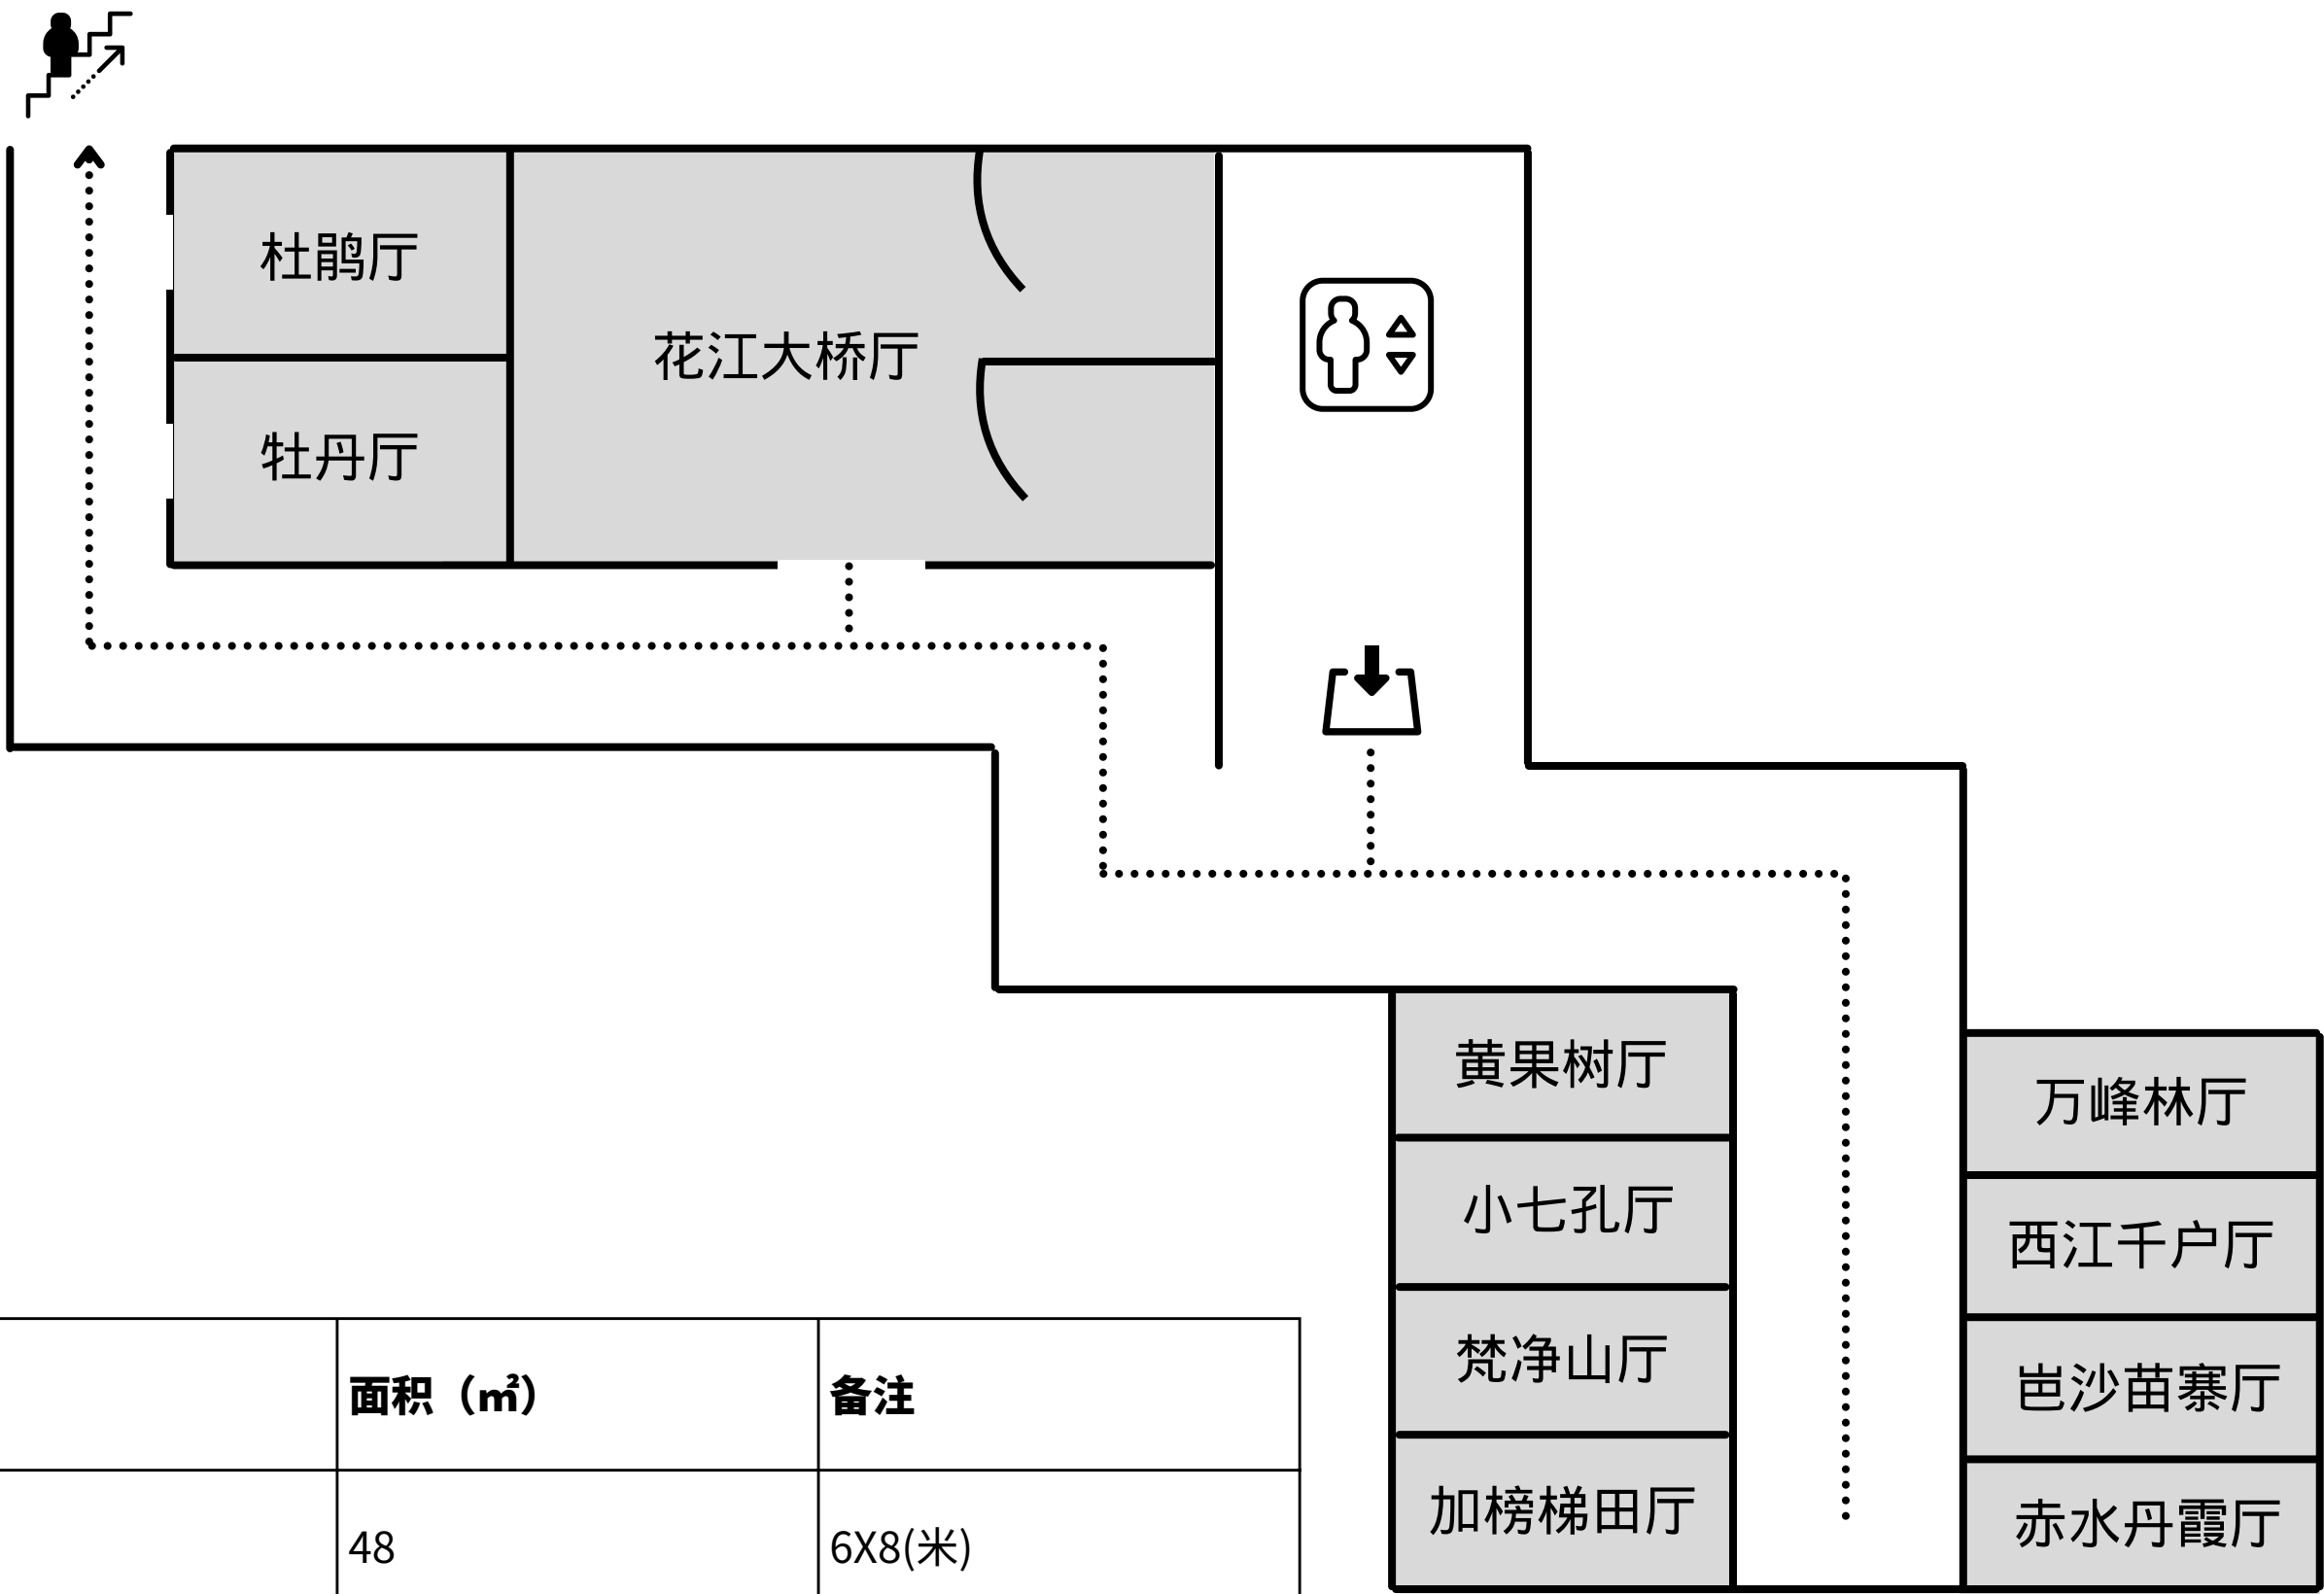 杜鹃厅
花江大桥厅
牡丹厅
黄果树厅
万峰林厅
小七孔厅
西江千户厅
梵净山厅
岜沙苗寨厅
加榜梯田厅
赤水丹霞厅
面积（㎡） 备注
48 6X8(米)